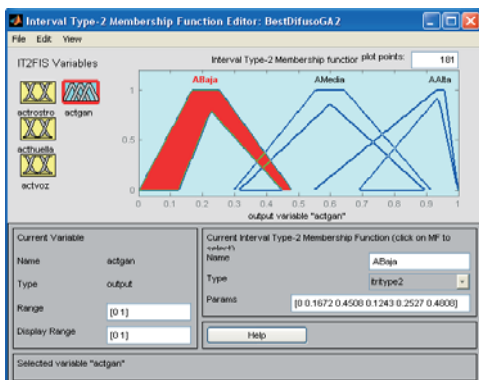 Interval Type-2 Membership Function Editor: BestDifusoGA2
File Edit View
IT2FIS Variables
actrostro
actgan
acthuella
actvoz
Interval Type-2 Membership function plot points:
181
ABaja
AMedia
AAlta
1
0.5
0
0 0.1 0.2 0.3 0.4 0.5 0.6 0.7 0.8 0.9 1
output variable "actgan"
Current Variable
Name actgan
Type output
Range [0 1]
Display Range [0 1]
Current Interval Type-2 Membership Function (click on MF to
select)
Name ABaja
Type itritype2
Params [0 0.1672 0.4508 0.1243 0.2527 0.4808]
Help
Selected variable "actgan"